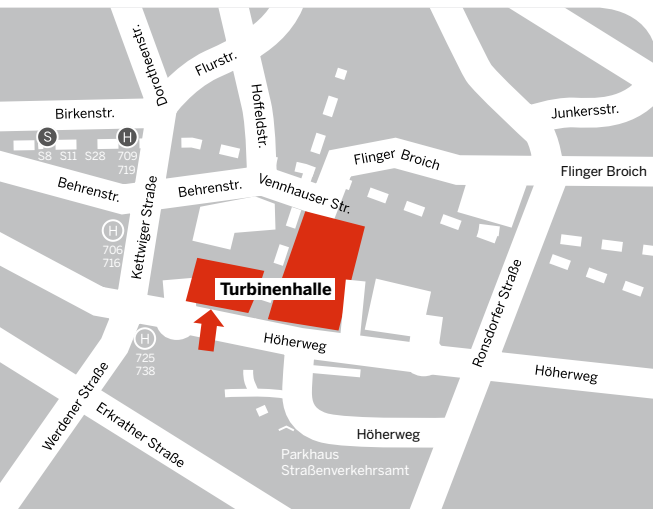 Dorotheenstr.
Flurstr.
Hoffeldstr.
Birkenstr.
Junkersstr.
S
H
S8 S11 S28 709
719
Flinger Broich
Flinger Broich
Behrenstr.
Behrenstr.
Vennhauser Str.
Kettwiger Straße
H
706
716
Turbinenhalle
Ronsdorfer Straße
H
725
738
Höherweg
Höherweg
Werdener Straße
Erkrather Straße
Höherweg
Parkhaus
Straßenverkehrsamt